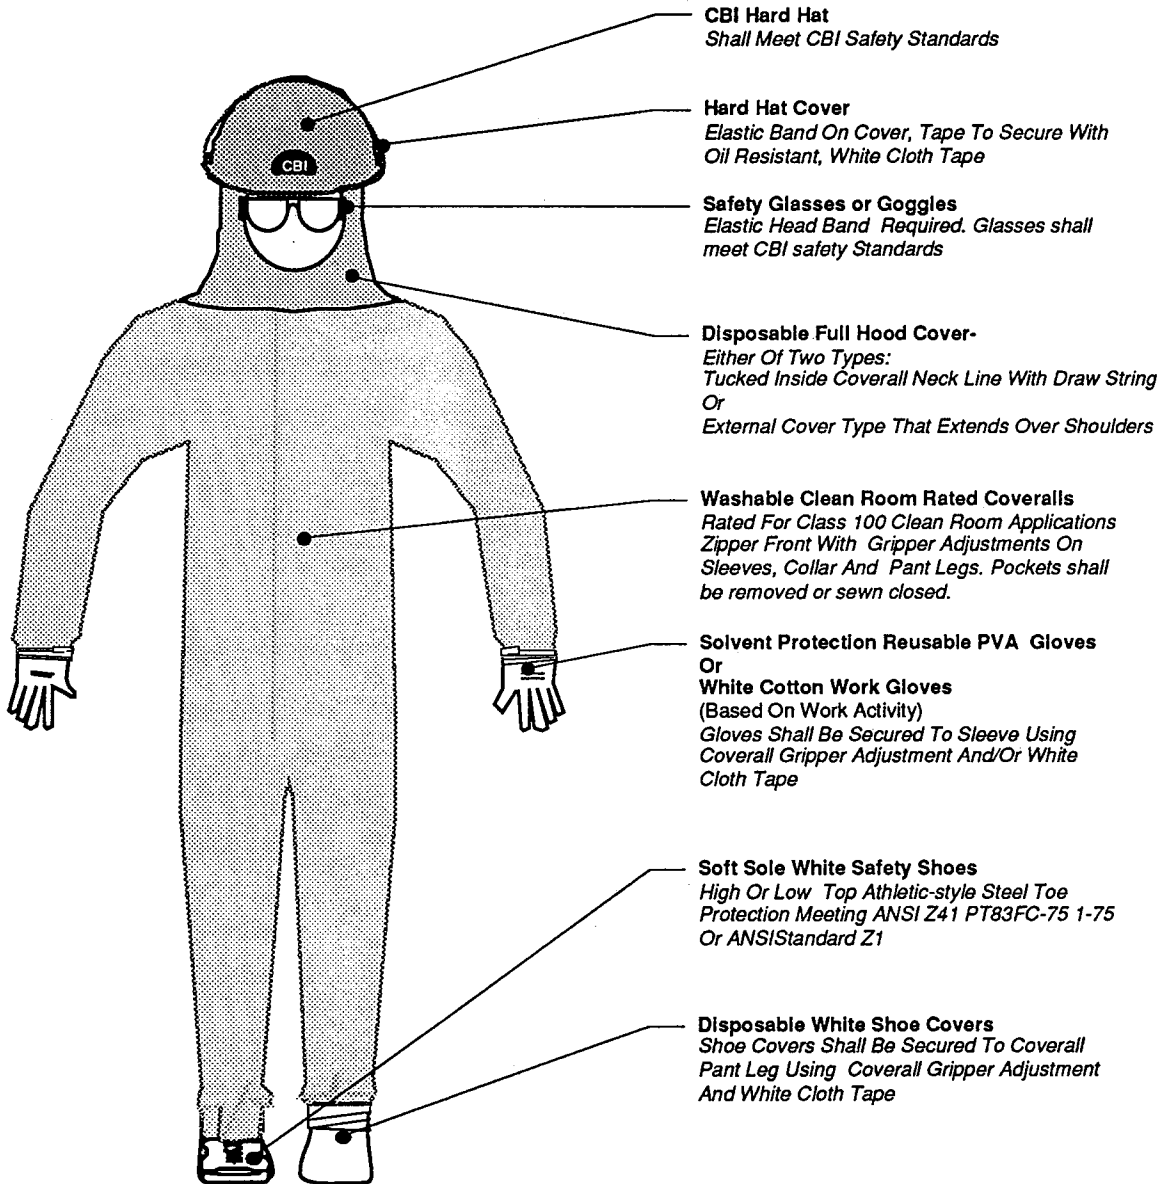 CBI Hard Hat
Shall Meet CBI Safety Standards
Hard Hat Cover
Elastic Band On Cover, Tape To Secure With
Oil Resistant, White Cloth Tape
CBI
Safety Glasses or Goggles
Elastic Head Band Required. Glasses shall
meet CBI safety Standards
Disposable Full Hood Cover-
Either Of Two Types:
Tucked Inside Coverall Neck Line With Draw String
Or
External Cover Type That Extends Over Shoulders
Washable Clean Room Rated Coveralls
Rated For Class 100 Clean Room Applications
Zipper Front With Gripper Adjustments On
Sleeves, Collar And Pant Legs. Pockets shall
be removed or sewn closed.
Solvent Protection Reusable PVA Gloves
Or
White Cotton Work Gloves
(Based On Work Activity)
Gloves Shall Be Secured To Sleeve Using
Coverall Gripper Adjustment And/Or White
Cloth Tape
Soft Sole White Safety Shoes
High Or Low Top Athletic-style Steel Toe
Protection Meeting ANSI Z41 PT83FC-75 1-75
Or ANSIStandard Z1
Disposable White Shoe Covers
Shoe Covers Shall Be Secured To Coverall
Pant Leg Using Coverall Gripper Adjustment
And White Cloth Tape